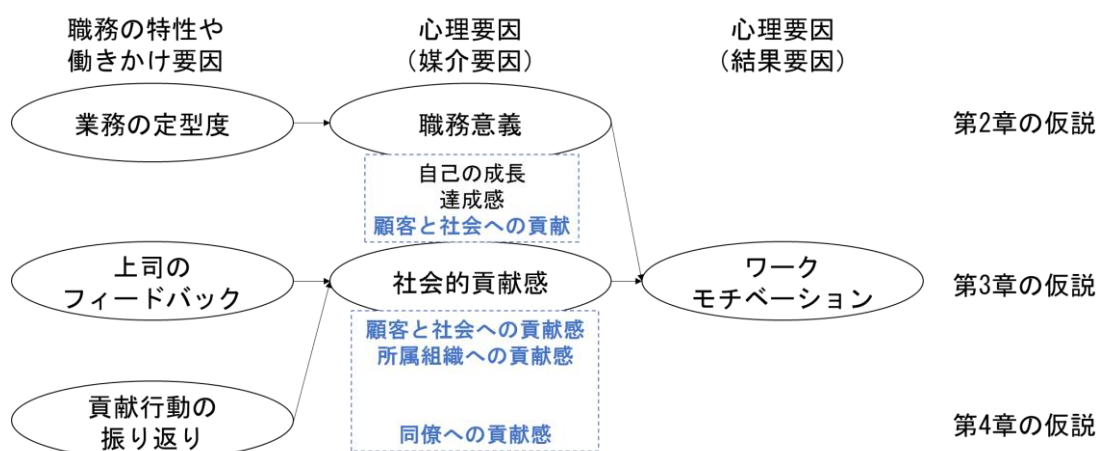 職務の特性や
働きかけ要因
心理要因
（媒介要因）
心理要因
（結果要因）
業務の定型度
職務意義
第2章の仮説
自己の成長
達成感
顧客と社会への貢献
上司の
フィードバック
社会的貢献感
ワーク
モチベーション
第3章の仮説
顧客と社会への貢献感
所属組織への貢献感
貢献行動の
振り返り
同僚への貢献感
第4章の仮説